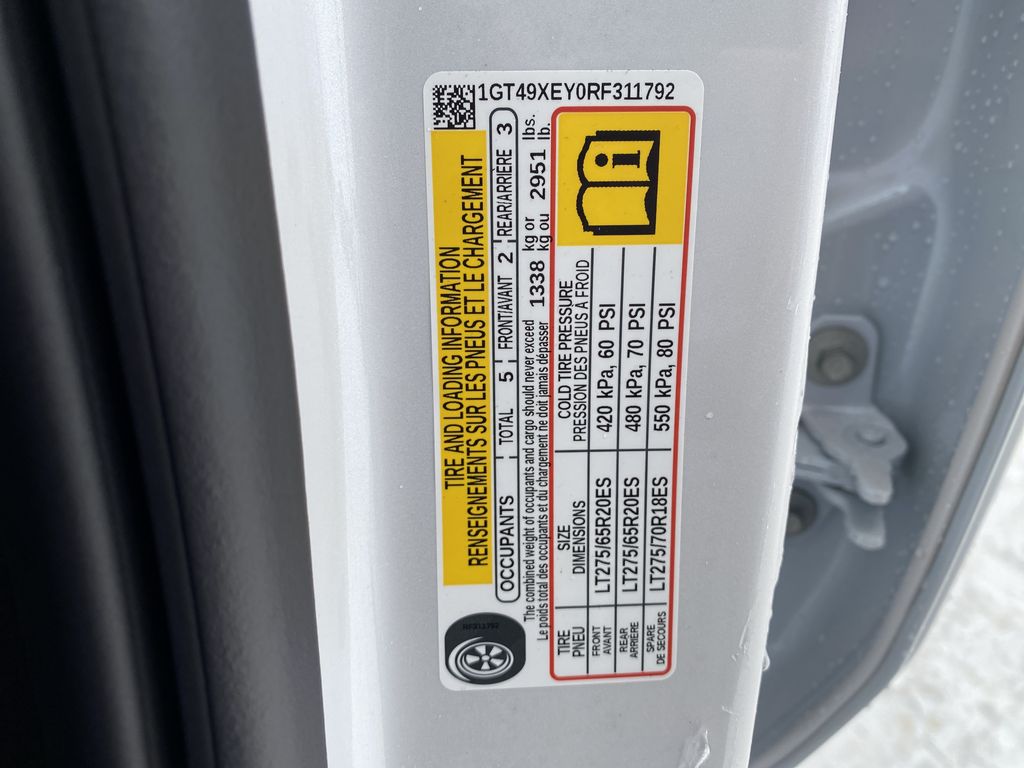 1GT49XEY0RF311792
TIRE AND LOADING INFORMATION
RENSEIGNEMENTS SUR LES PNEUS ET LE CHARGEMENT
OCCUPANTS TOTAL 5 FRONT/AVANT 2 REAR/ARRIÈRE 3
The combined weight of occupants and cargo should never exceed 1338 kg or 2951 lbs.
Le poids total des occupants et du chargement ne doit jamais dépasser kg ou lb.
TIRE SIZE COLD TIRE PRESSURE
PNEU DIMENSIONS PRESSION DES PNEUS À FROID
FRONT
AVANT LT275/65R20ES 420 kPa, 60 PSI
REAR
ARRIERE LT275/65R20ES 480 kPa, 70 PSI
SPARE
DE SECOURS LT275/70R18ES 550 kPa, 80 PSI
RF311792
i